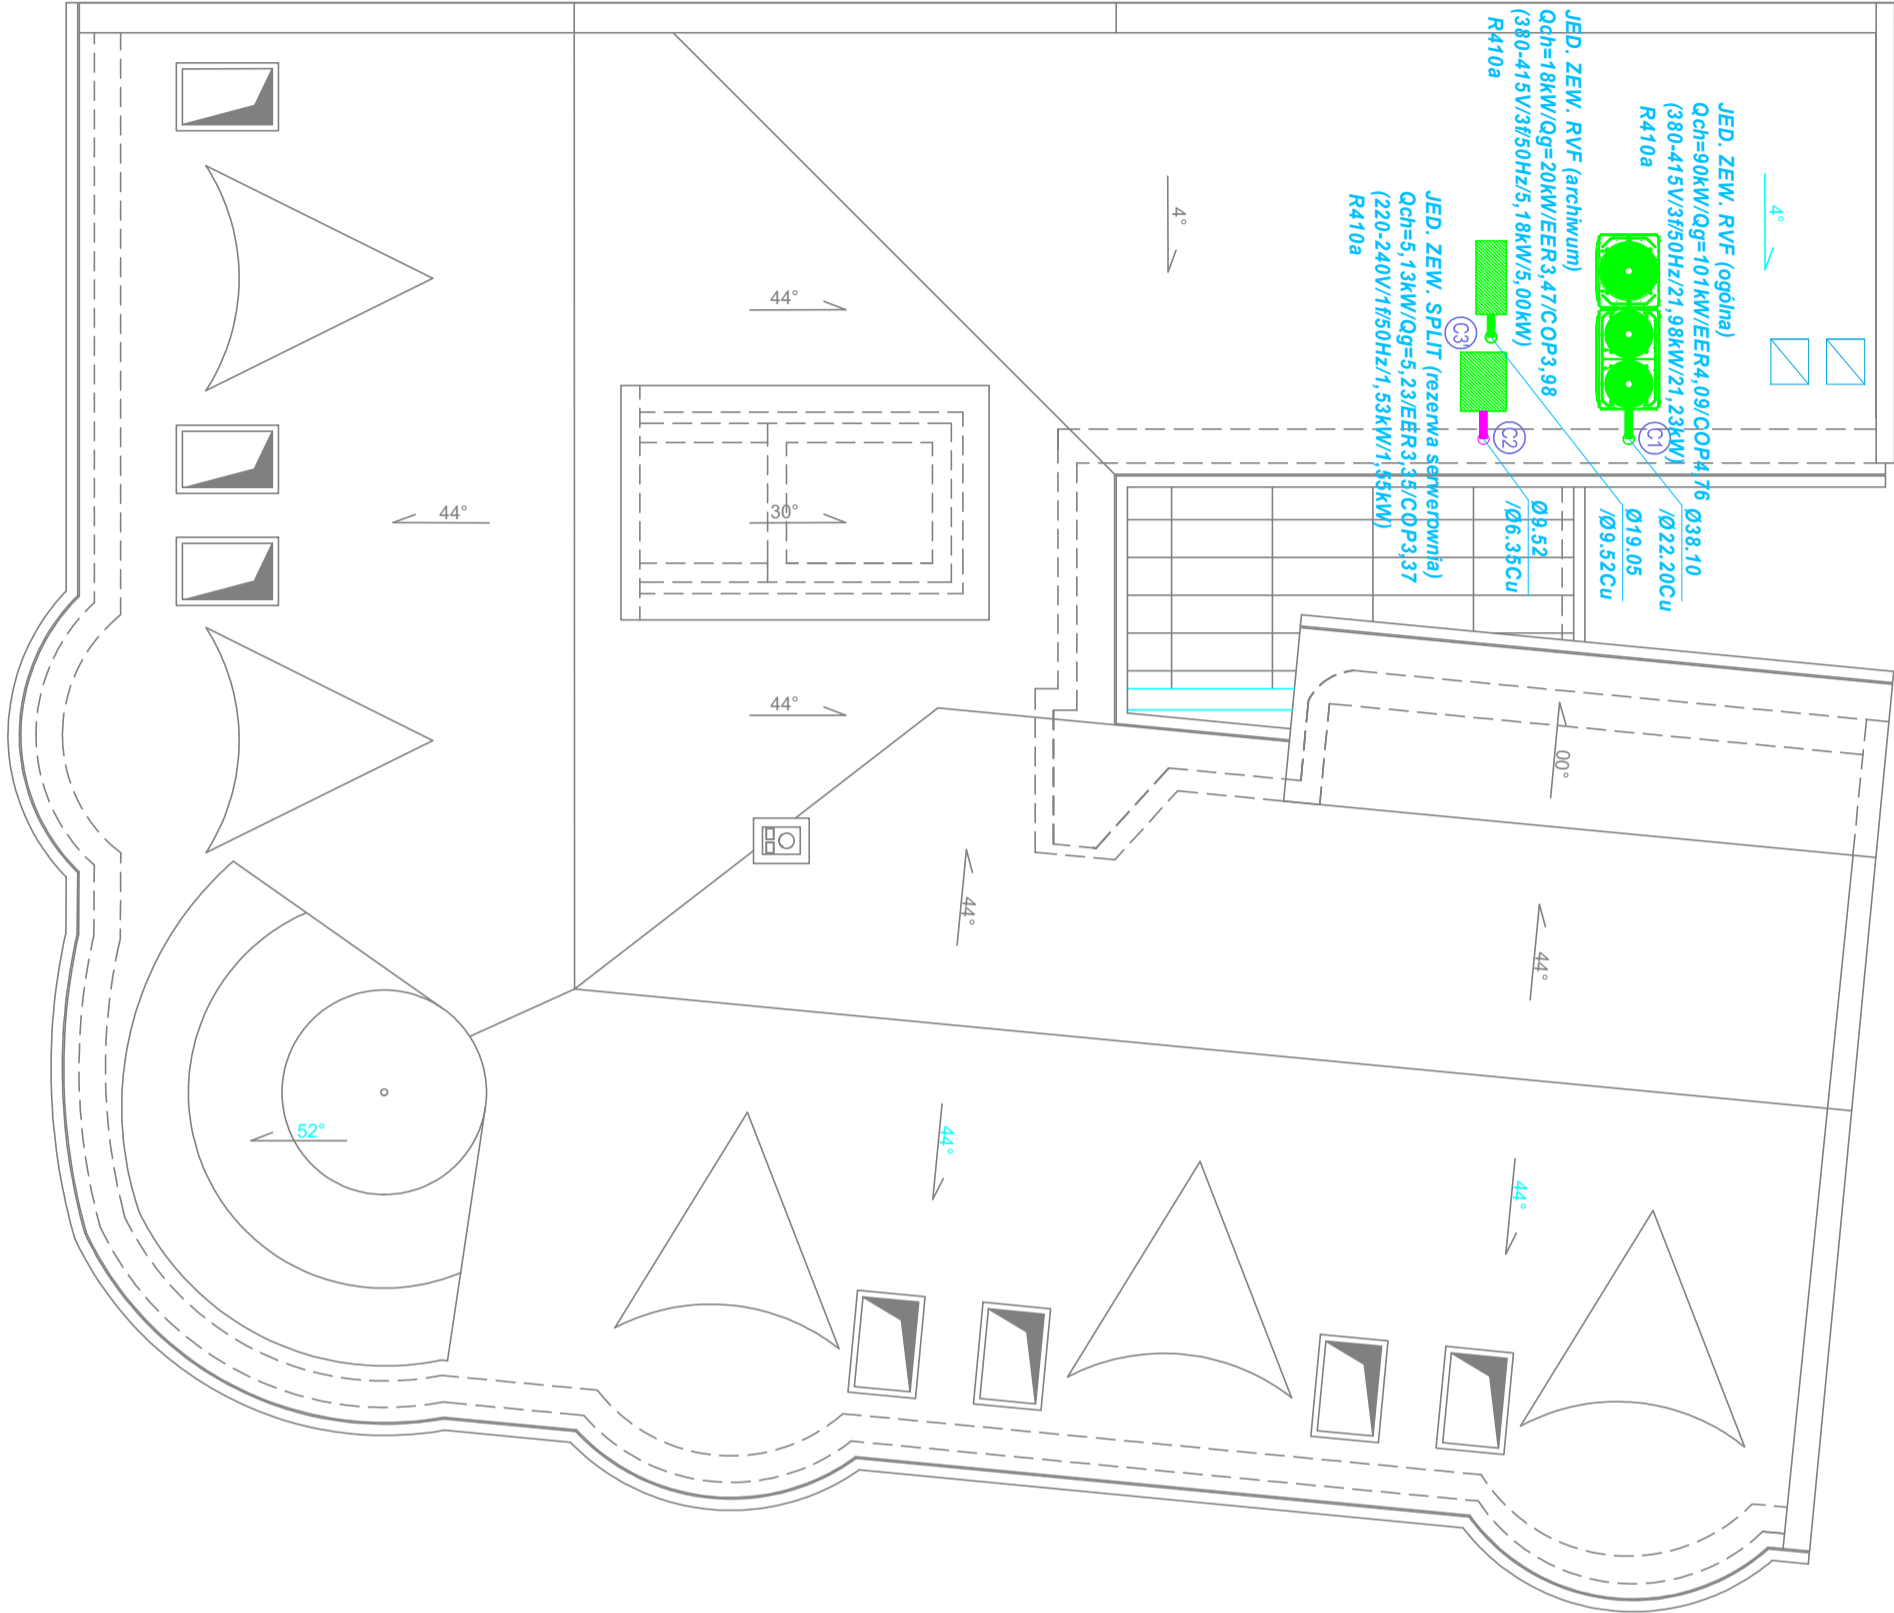 JED. ZEW. RVF (ogólna)
Qch=90kW/Qg=101kW/EER4,09/COP4,76
(380-415V/3f/50Hz/21,98kW/21,23kW)
R410a
JED. ZEW. RVF (archiwum)
Qch=18kW/Qg=20kW/EER3,47/COP3,98
(380-415V/3f/50Hz/5,18kW/5,00kW)
R410a
JED. ZEW. SPLIT (rezerwa serwerownia)
Qch=5,13kW/Qg=5,23/EER3,35/COP3,37
(220-240V/1f/50Hz/1,53kW/1,55kW)
R410a
C1
C3'
C2
Ø38.10
/Ø22.20Cu
Ø19.05
/Ø9.52Cu
Ø9.52
/Ø6.35Cu
4°
4°
44°
44°
30°
44°
00°
44°
44°
52°
44°
44°